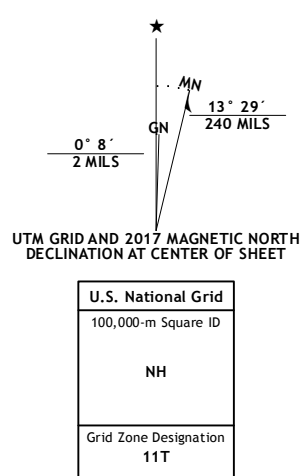 MN
13° 29´
240 MILS
GN
0° 8´
2 MILS
UTM GRID AND 2017 MAGNETIC NORTH
DECLINATION AT CENTER OF SHEET
U.S. National Grid
100,000-m Square ID
NH
Grid Zone Designation
11T